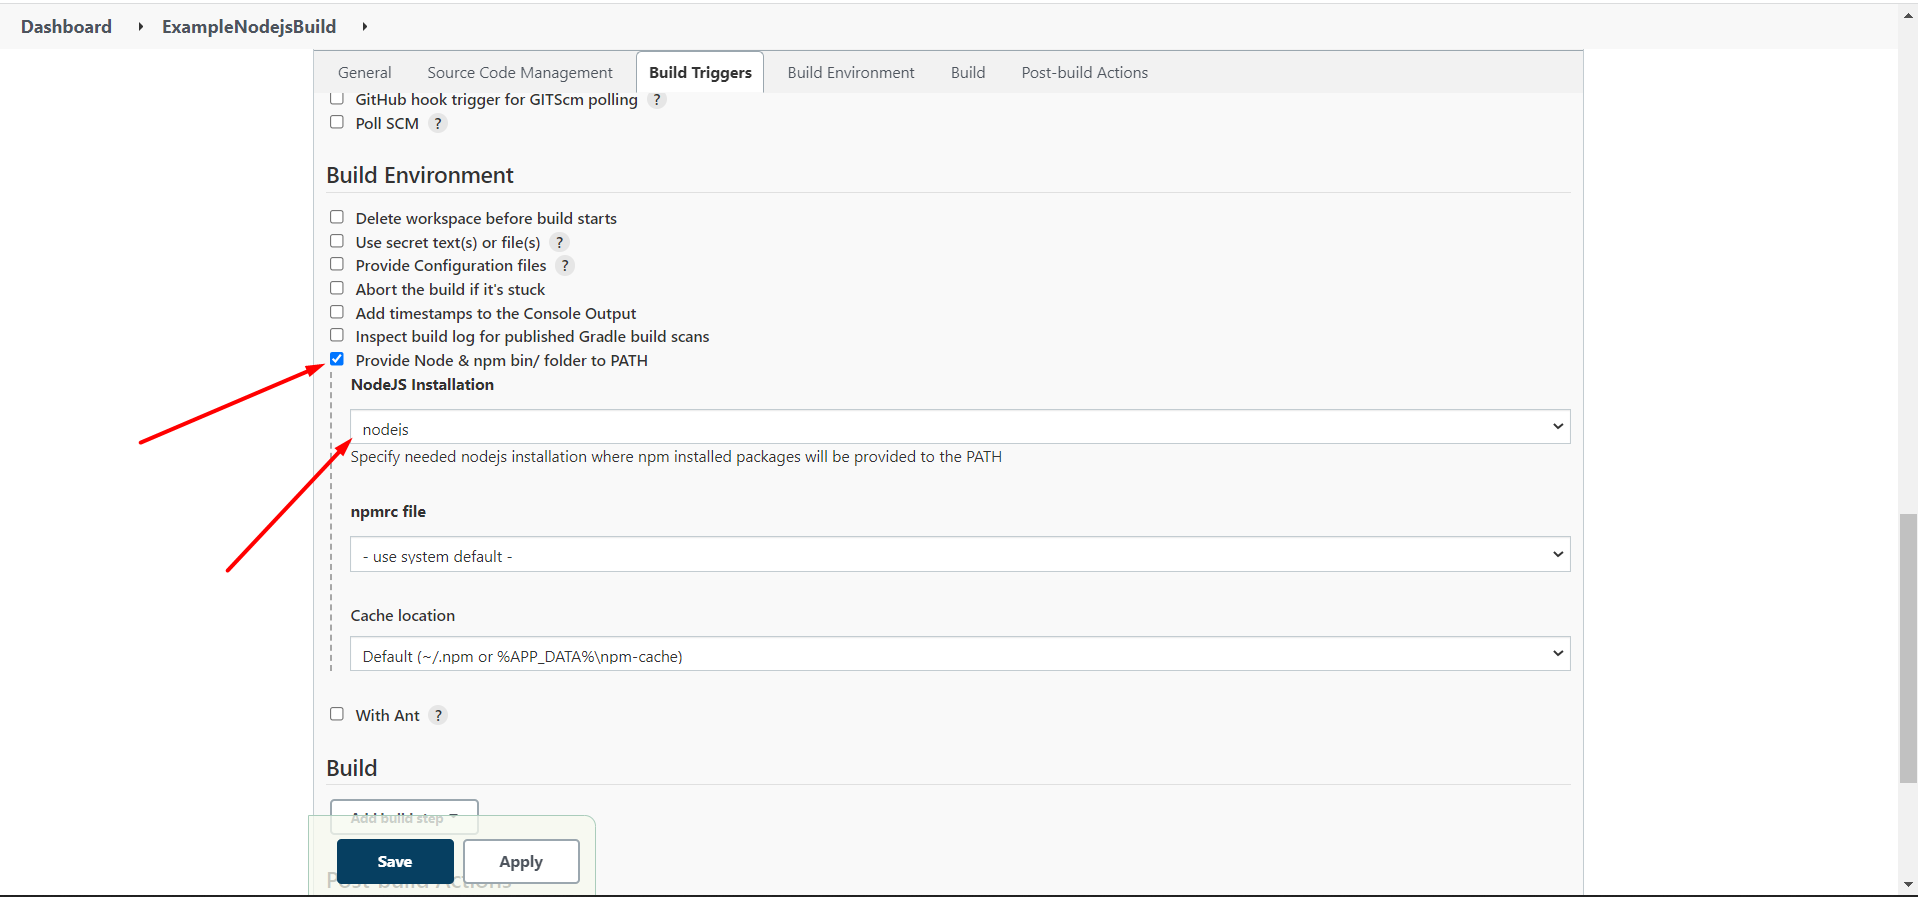 Dashboard ExampleNodejsBuild
General Source Code Management Build Triggers Build Environment Build Post-build Actions
GitHub hook trigger for GITScm polling ?
Poll SCM ?
Build Environment
Delete workspace before build starts
Use secret text(s) or file(s) ?
Provide Configuration files ?
Abort the build if it's stuck
Add timestamps to the Console Output
Inspect build log for published Gradle build scans
Provide Node & npm bin/ folder to PATH
NodeJS Installation
nodejs
Specify needed nodejs installation where npm installed packages will be provided to the PATH
npmrc file
- use system default -
Cache location
Default (~/.npm or %APP_DATA%\npm-cache)
With Ant ?
Build
Add build step
Save Apply
Post-build Actions